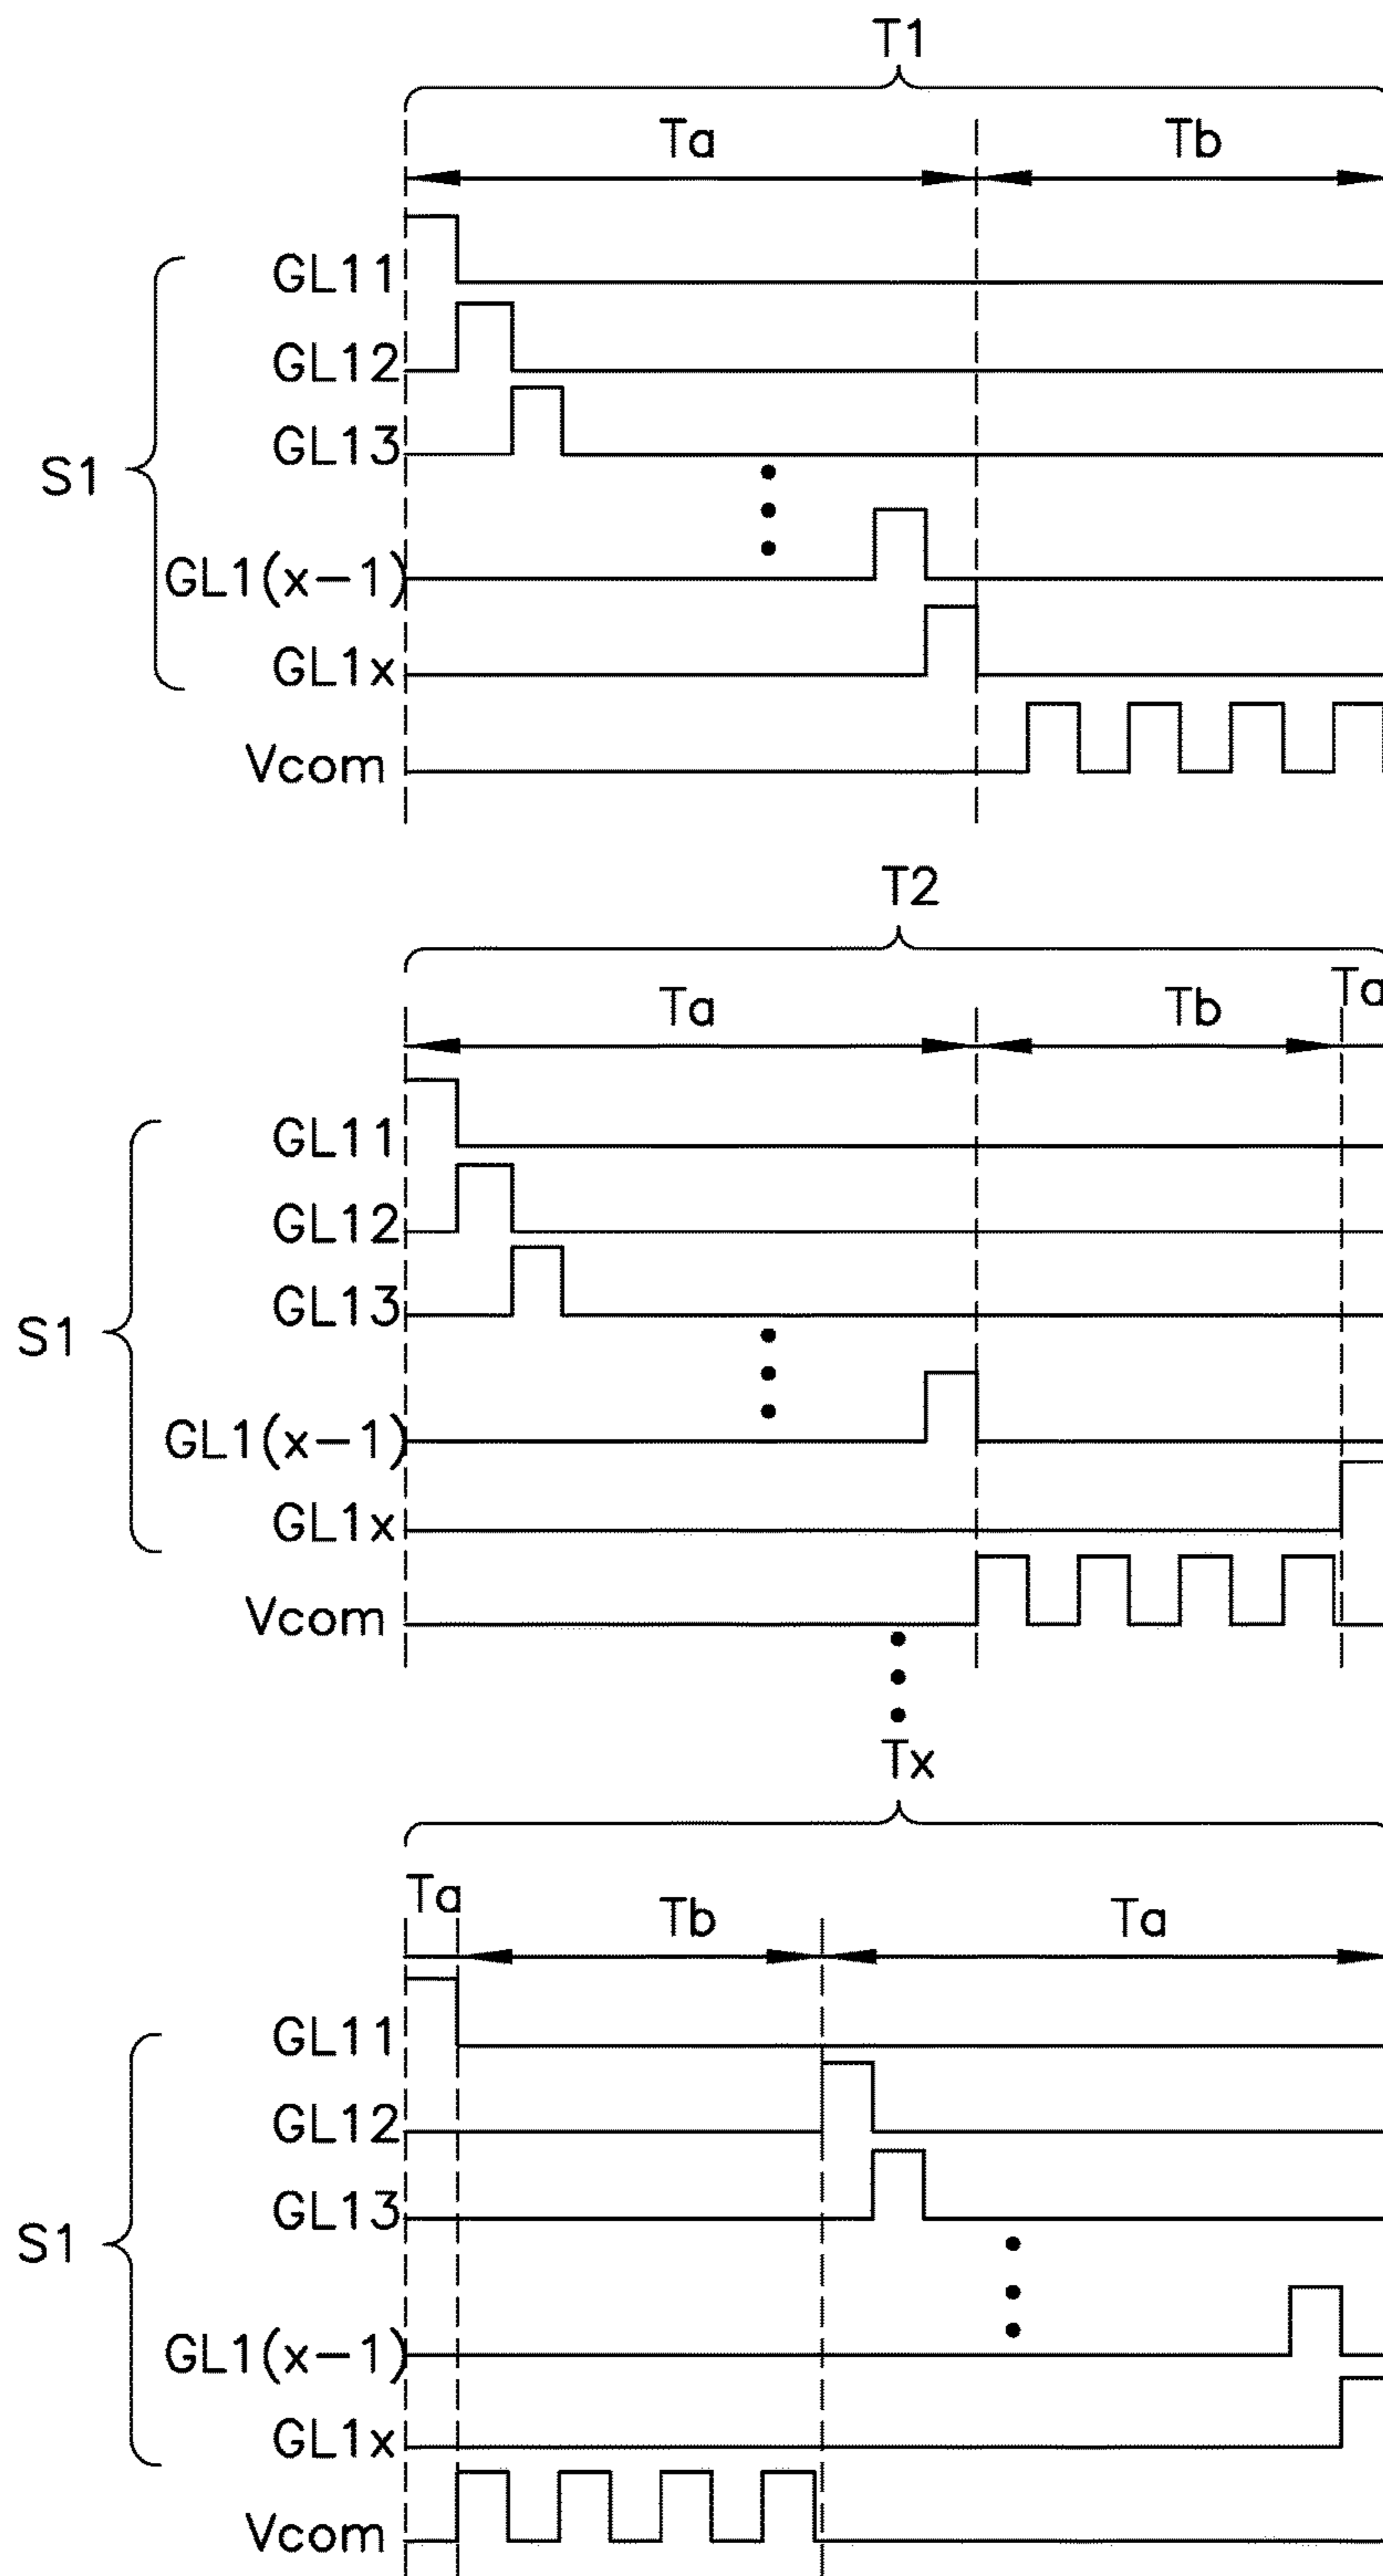 T1
Ta Tb
GL11
GL12
GL13
S1
GL1(x-1)
GL1x
Vcom
T2
Ta Tb Ta
GL11
GL12
GL13
S1
GL1(x-1)
GL1x
Vcom
Tx
Ta Tb Ta
GL11
GL12
GL13
S1
GL1(x-1)
GL1x
Vcom